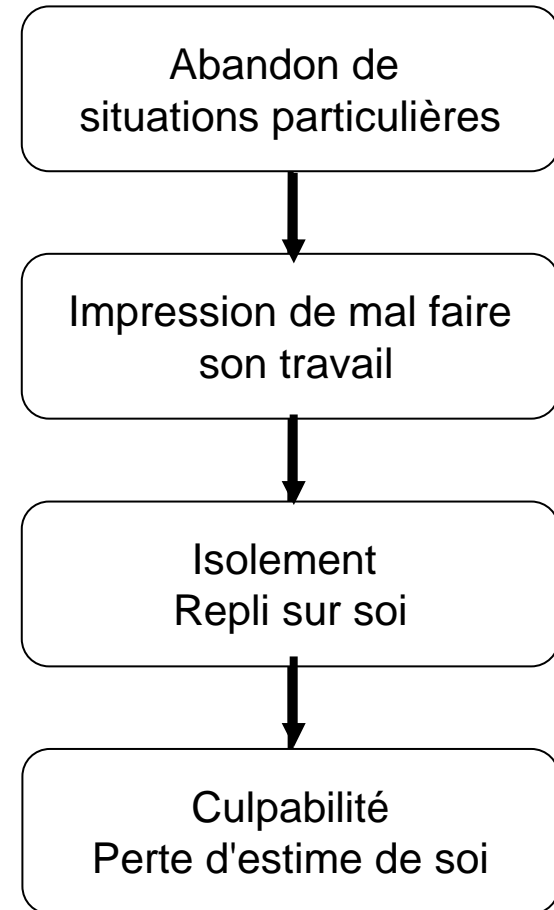 Abandon de
situations particulières
Impression de mal faire
son travail
Isolement
Repli sur soi
Culpabilité
Perte d'estime de soi